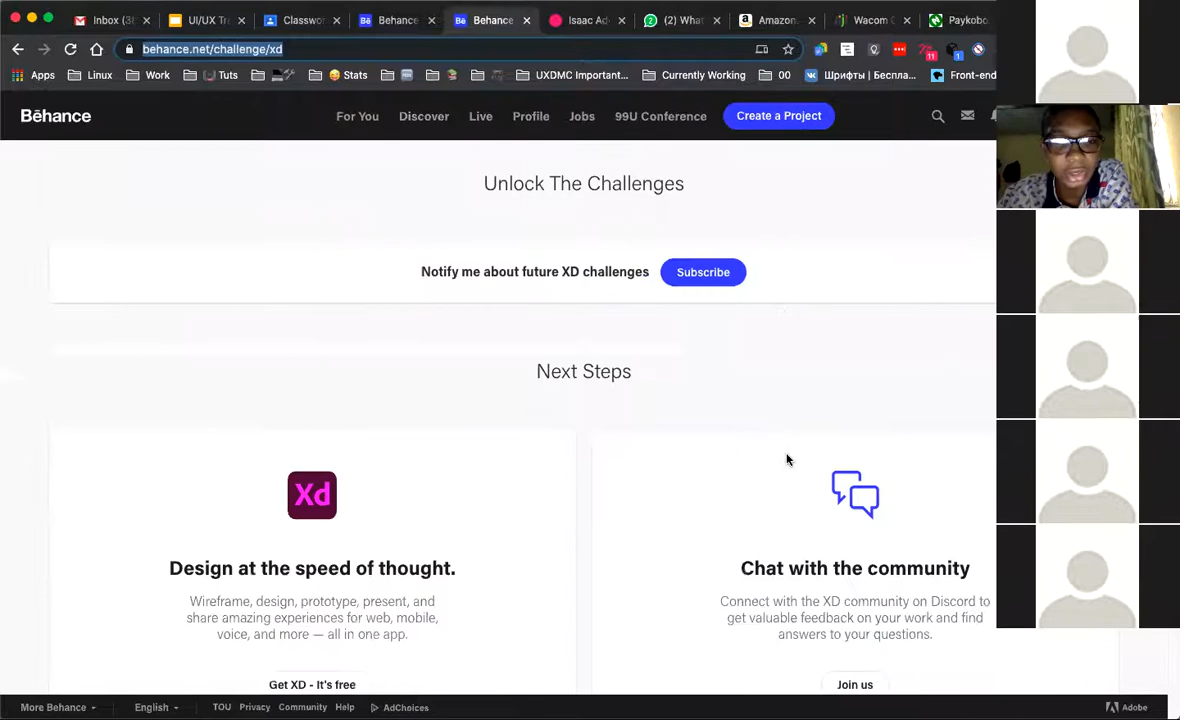 Inbox (3
UI/UX Tr
Classwor
Behance
Behance
Isaac Ad
(2) What
Amazon.
Wacom C
Paykobo.
behance.net/challenge/xd
11
1
Apps
Linux
Work
Tuts
Stats
UXDMC Important...
Currently Working
00
Шрифты | Беспла...
Front-end
Bēhance
For You
Discover
Live
Profile
Jobs
99U Conference
Create a Project
Unlock The Challenges
Notify me about future XD challenges
Subscribe
Next Steps
Xd
Design at the speed of thought.
Wireframe, design, prototype, present, and
share amazing experiences for web, mobile,
voice, and more — all in one app.
Get XD - It's free
Chat with the community
Connect with the XD community on Discord to
get valuable feedback on your work and find
answers to your questions.
Join us
More Behance
English
TOU
Privacy
Community
Help
AdChoices
Adobe